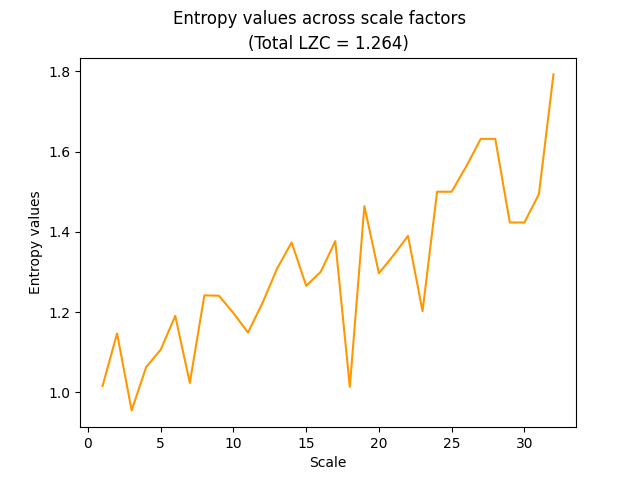 Entropy values across scale factors
(Total LZC = 1.264)
1.8
1.6
1.4
1.2
1.0
Entropy values
0 5 10 15 20 25 30
Scale